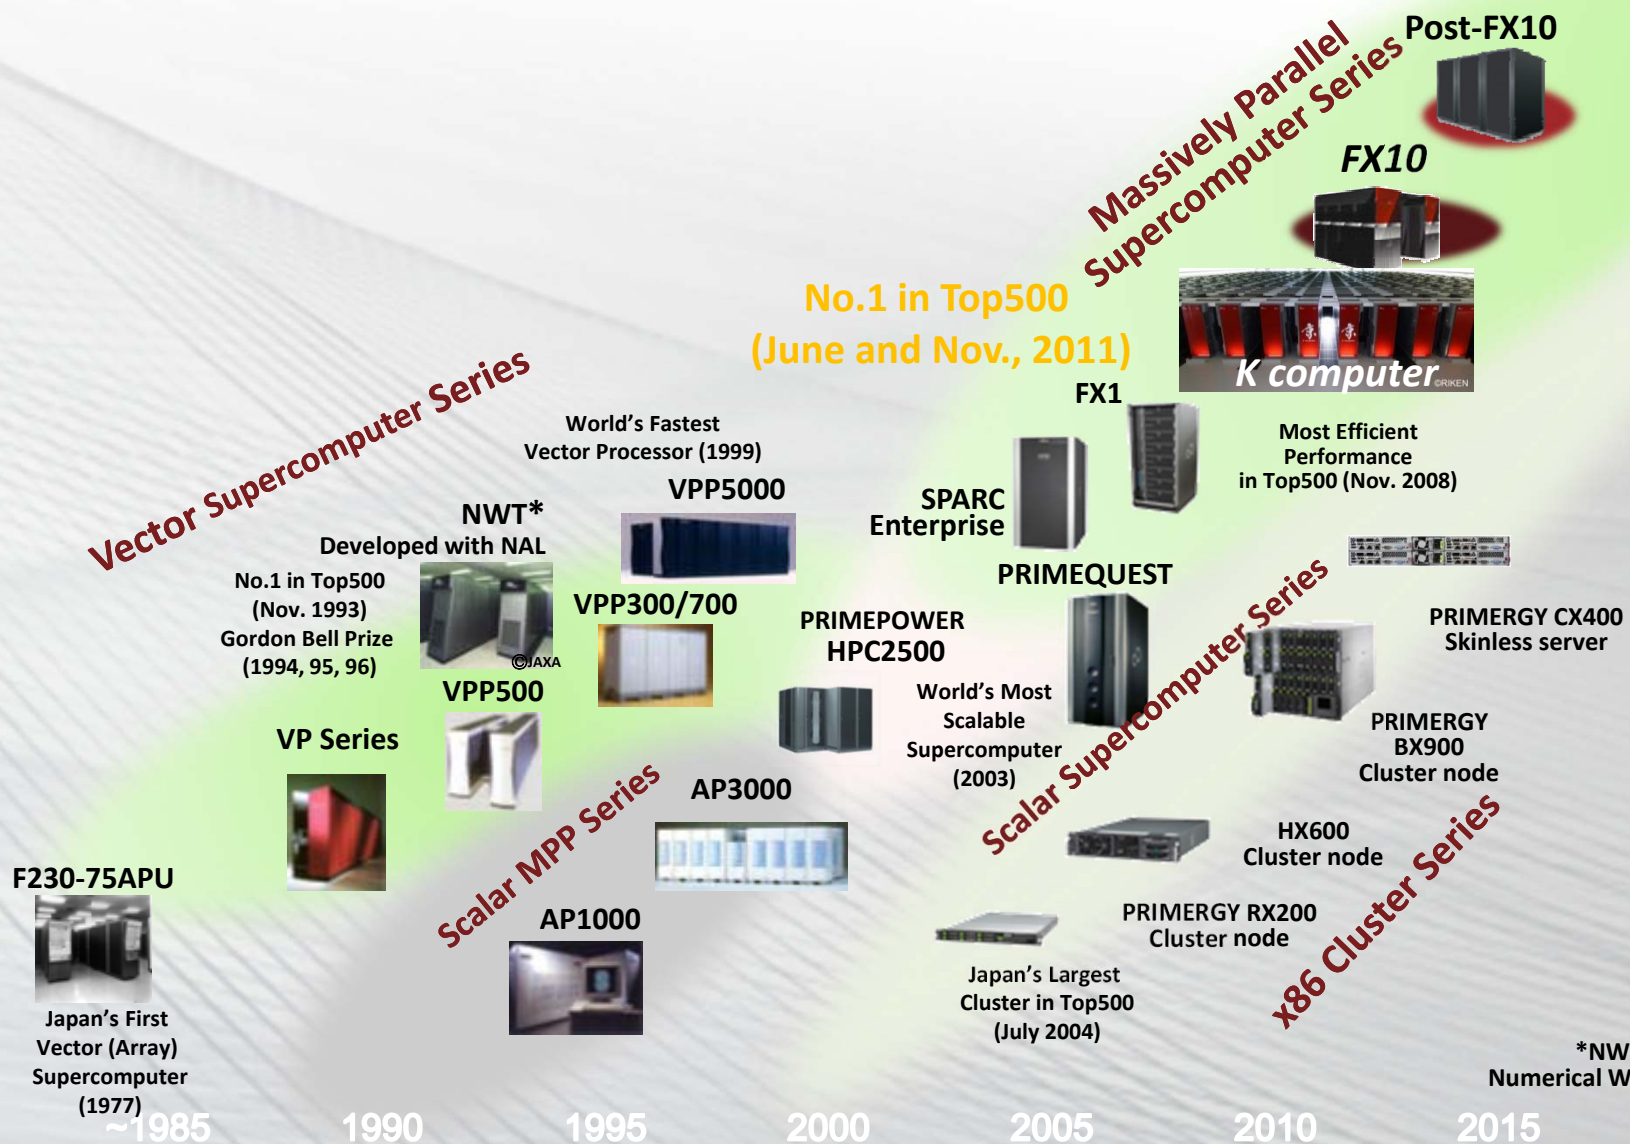 Post-FX10
Massively Parallel
Supercomputer Series
FX10
No.1 in Top500
(June and Nov., 2011)
K computer
©RIKEN
Vector Supercomputer Series
FX1
World's Fastest
Vector Processor (1999)
Most Efficient
Performance
in Top500 (Nov. 2008)
VPP5000
SPARC
Enterprise
NWT*
Developed with NAL
No.1 in Top500
(Nov. 1993)
Gordon Bell Prize
(1994, 95, 96)
©JAXA
VPP300/700
PRIMEQUEST
PRIMEPOWER
HPC2500
World's Most
Scalable
Supercomputer
(2003)
Scalar Supercomputer Series
PRIMERGY CX400
Skinless server
VPP500
VP Series
PRIMERGY
BX900
Cluster node
Scalar MPP Series
AP3000
HX600
Cluster node
x86 Cluster Series
F230-75APU
AP1000
PRIMERGY RX200
Cluster node
Japan's Largest
Cluster in Top500
(July 2004)
Japan's First
Vector (Array)
Supercomputer
(1977)
*NW
Numerical W
~1985 1990 1995 2000 2005 2010 2015
京
京